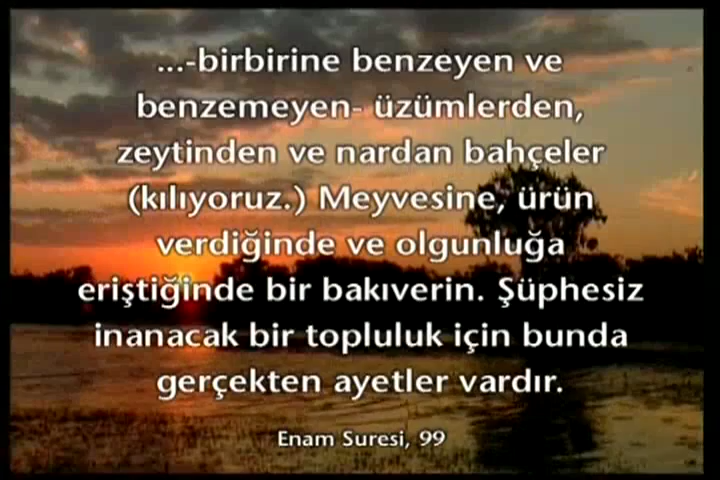 ...-birbirine benzeyen ve
benzemeyen- üzümlerden,
zeytinden ve nardan bahçeler
(kılıyoruz.) Meyvesine, ürün
verdiğinde ve olgunluğa
eriştiğinde bir bakıverin. Şüphesiz
inanacak bir topluluk için bunda
gerçekten ayetler vardır.
Enam Suresi, 99